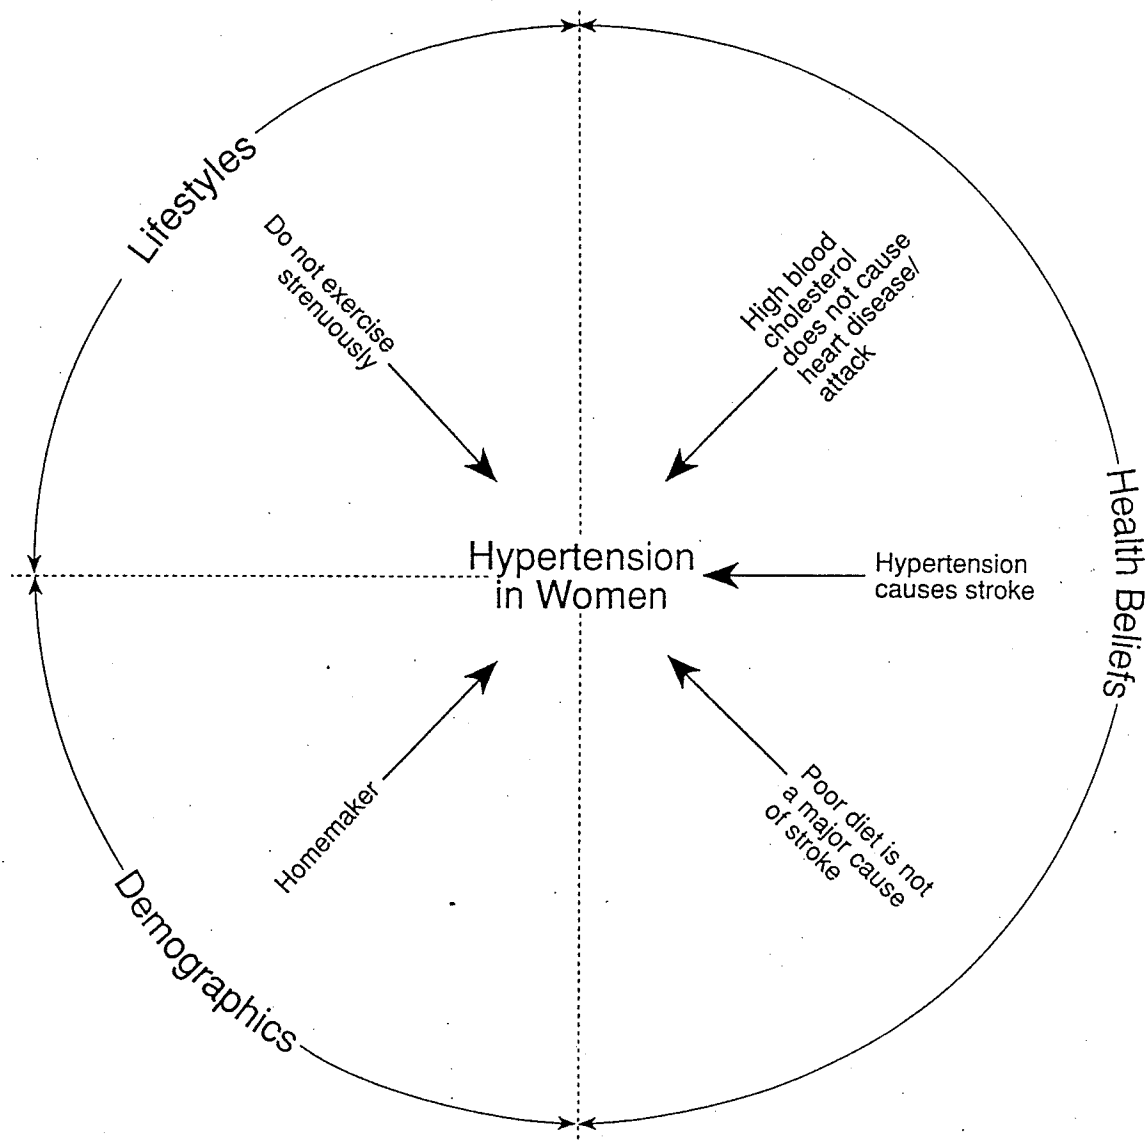 Lifestyles
Do not exercise
strenuously
High blood
cholesterol
does not cause
heart disease/
attack
Health Beliefs
Hypertension
in Women
Hypertension
causes stroke
Homemaker
Poor diet is not
a major cause
of stroke
Demographics